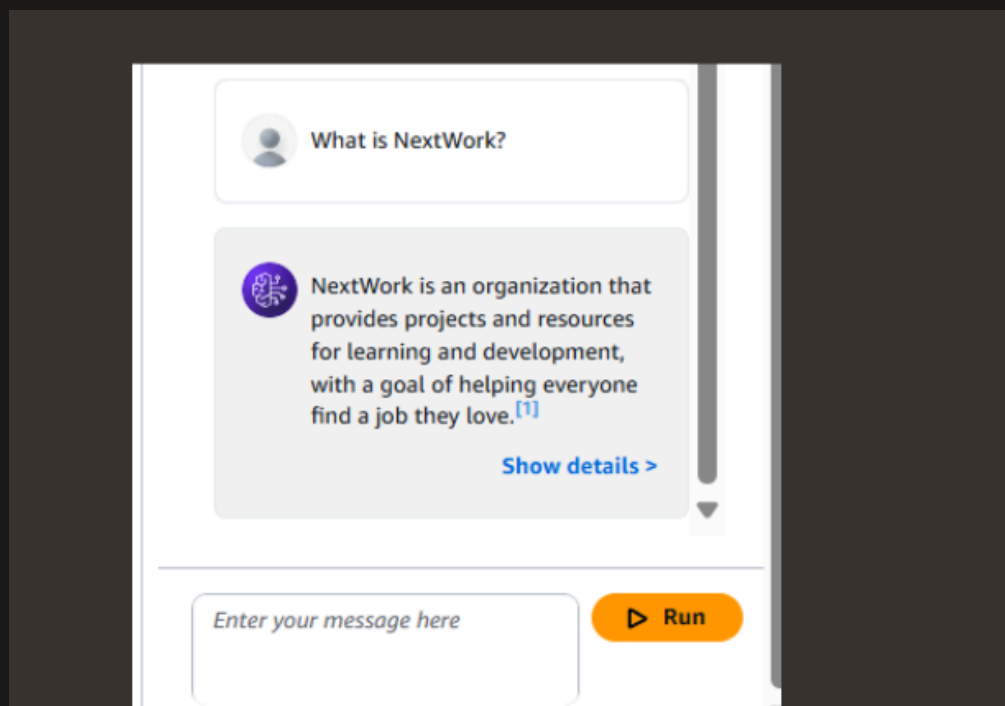 What is NextWork?
NextWork is an organization that
provides projects and resources
for learning and development,
with a goal of helping everyone
find a job they love.[1]
Show details >
Enter your message here
Run